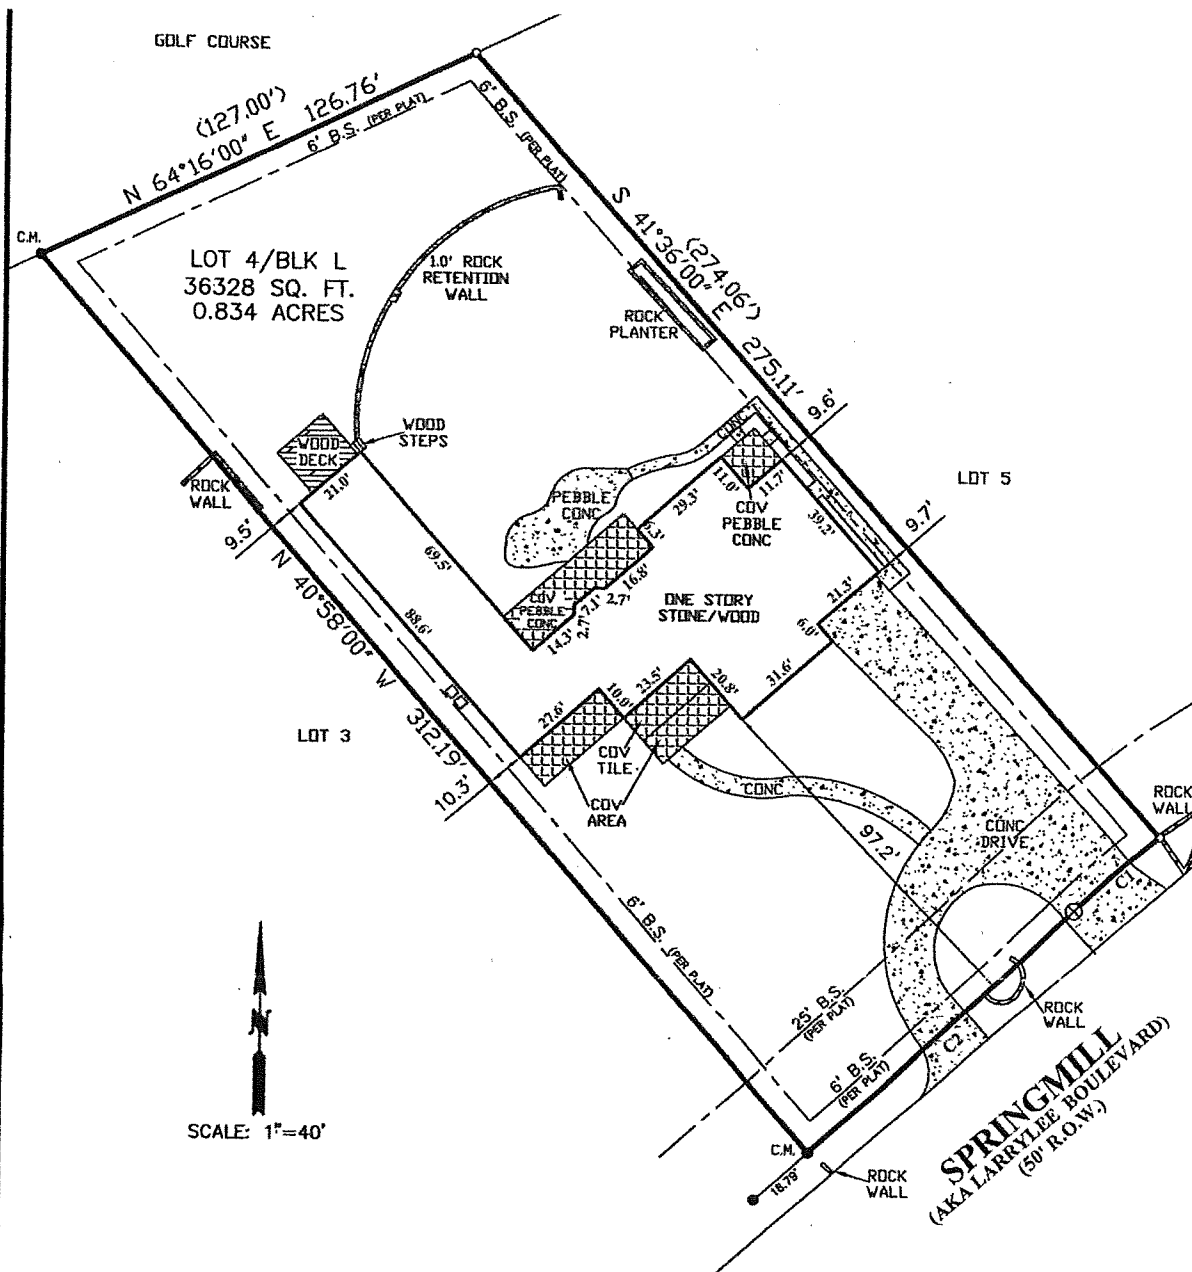 GOLF COURSE
(127.00')
N 64°16'00" E 126.76'
6' B.S. (PER PLAT)
6' B.S. (PER PLAT)
C.M.
LOT 4/BLK L
36328 SQ. FT.
0.834 ACRES
1.0' ROCK
RETENTION
WALL
S 41°36'00" E 275.11'
(274.06')
ROCK
PLANTER
9.6'
WOOD
STEPS
WOOD
DECK
21.0'
ROCK
WALL
9.5'
CONC
LOT 5
PEBBLE
CONC
29.3'
11.0'
11.7'
COV
PEBBLE
CONC
39.2'
9.7'
6.3'
69.5'
16.8'
2.7'
7.1'
2.7'
14.3'
COV
PEBBLE
CONC
ONE STORY
STONE/WOOD
21.3'
6.0'
N 40°58'00" W 312.19'
88.6'
31.6'
LOT 3
27.6'
10.0'
23.5'
20.8'
COV
TILE
COV
AREA
10.3'
CONC
97.2'
CONC
DRIVE
ROCK
WALL
C1
6' B.S.
(PER PLAT)
25' B.S.
(PER PLAT)
6' B.S.
(PER PLAT)
C2
ROCK
WALL
N
SCALE: 1"=40'
C.M.
18.79'
ROCK
WALL
SPRINGMILL
(AKA LARRYLEE BOULEVARD)
(50' R.O.W.)